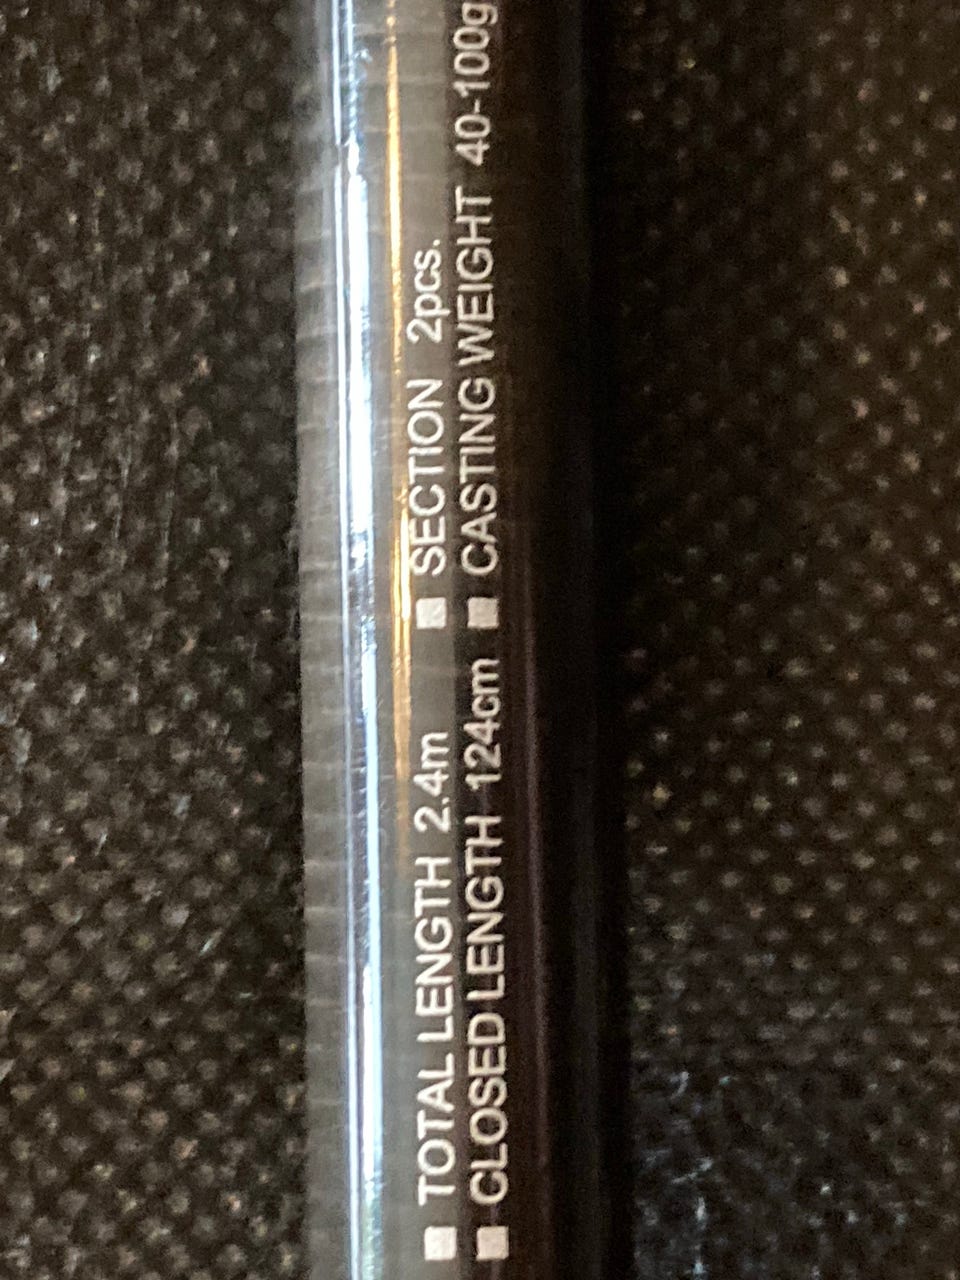 ■ TOTAL LENGTH 2.4m ■ SECTION 2pcs.
■ CLOSED LENGTH 124cm ■ CASTING WEIGHT 40-100g